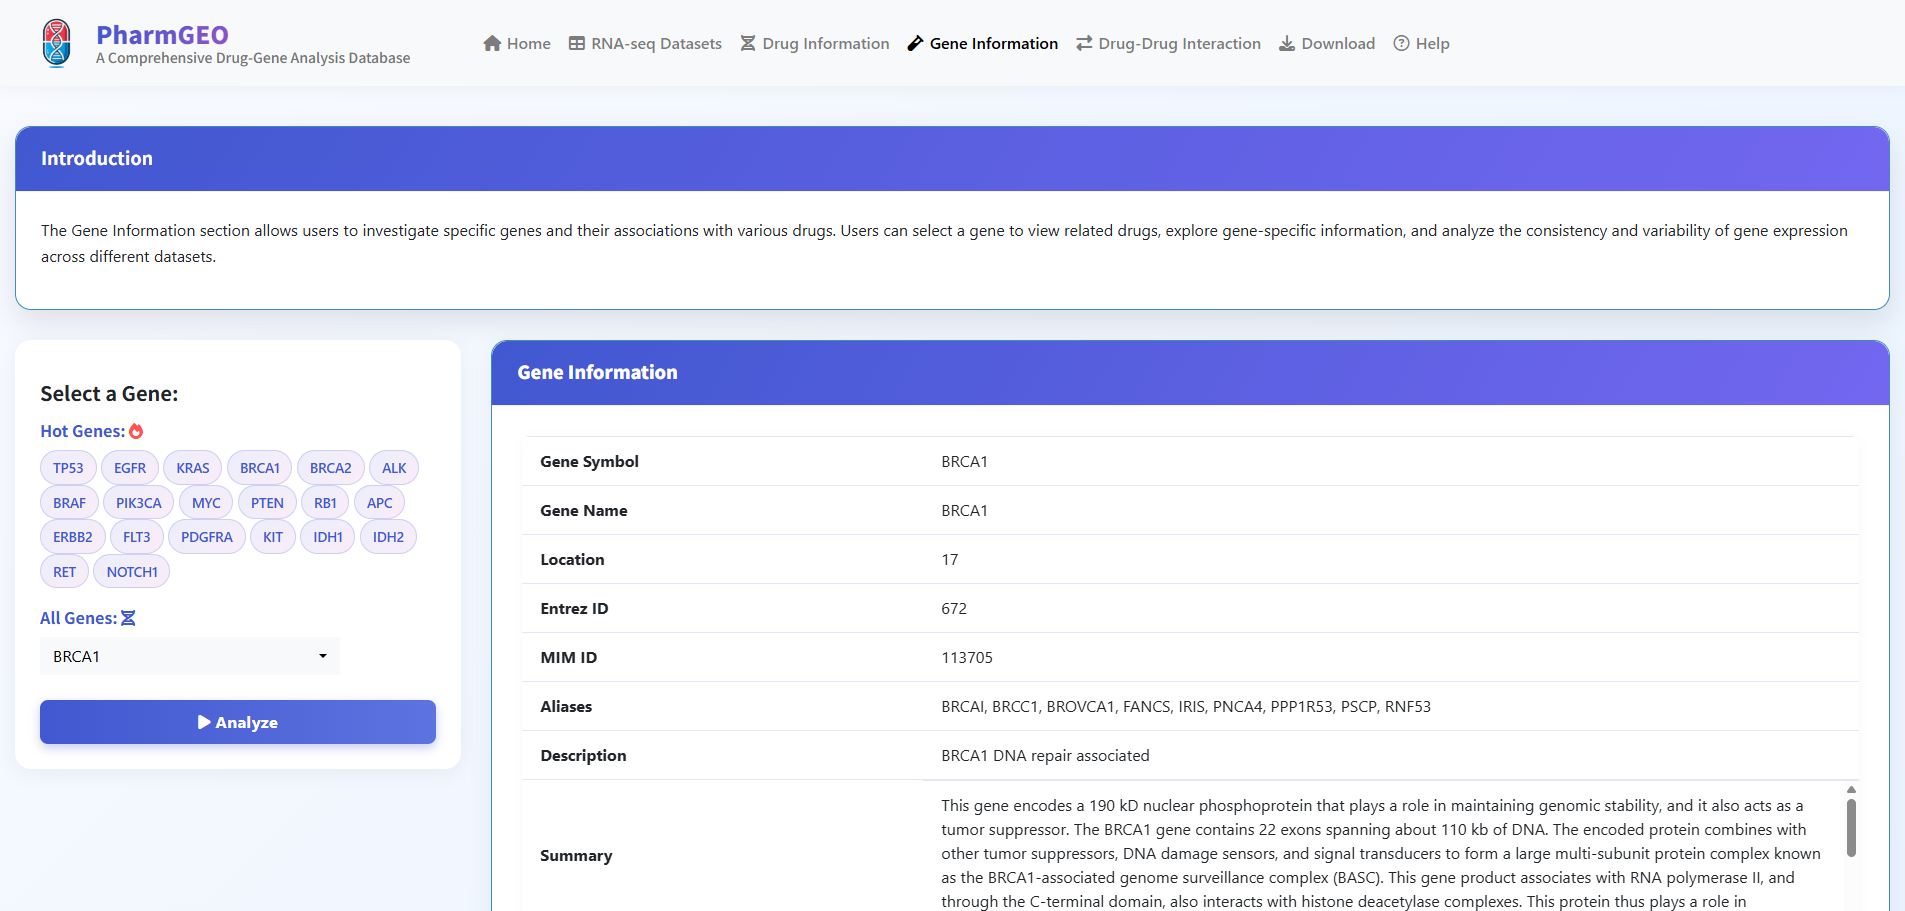 PharmGEO
A Comprehensive Drug-Gene Analysis Database
Home RNA-seq Datasets Drug Information Gene Information Drug-Drug Interaction Download Help
Introduction
The Gene Information section allows users to investigate specific genes and their associations with various drugs. Users can select a gene to view related drugs, explore gene-specific information, and analyze the consistency and variability of gene expression
across different datasets.
Select a Gene:
Hot Genes:
TP53 EGFR KRAS BRCA1 BRCA2 ALK
BRAF PIK3CA MYC PTEN RB1 APC
ERBB2 FLT3 PDGFRA KIT IDH1 IDH2
RET NOTCH1
All Genes:
BRCA1
Analyze
Gene Information
Gene Symbol BRCA1
Gene Name BRCA1
Location 17
Entrez ID 672
MIM ID 113705
Aliases BRCAI, BRCC1, BROVCA1, FANCS, IRIS, PNCA4, PPP1R53, PSCP, RNF53
Description BRCA1 DNA repair associated
Summary
This gene encodes a 190 kD nuclear phosphoprotein that plays a role in maintaining genomic stability, and it also acts as a
tumor suppressor. The BRCA1 gene contains 22 exons spanning about 110 kb of DNA. The encoded protein combines with
other tumor suppressors, DNA damage sensors, and signal transducers to form a large multi-subunit protein complex known
as the BRCA1-associated genome surveillance complex (BASC). This gene product associates with RNA polymerase II, and
through the C-terminal domain, also interacts with histone deacetylase complexes. This protein thus plays a role in